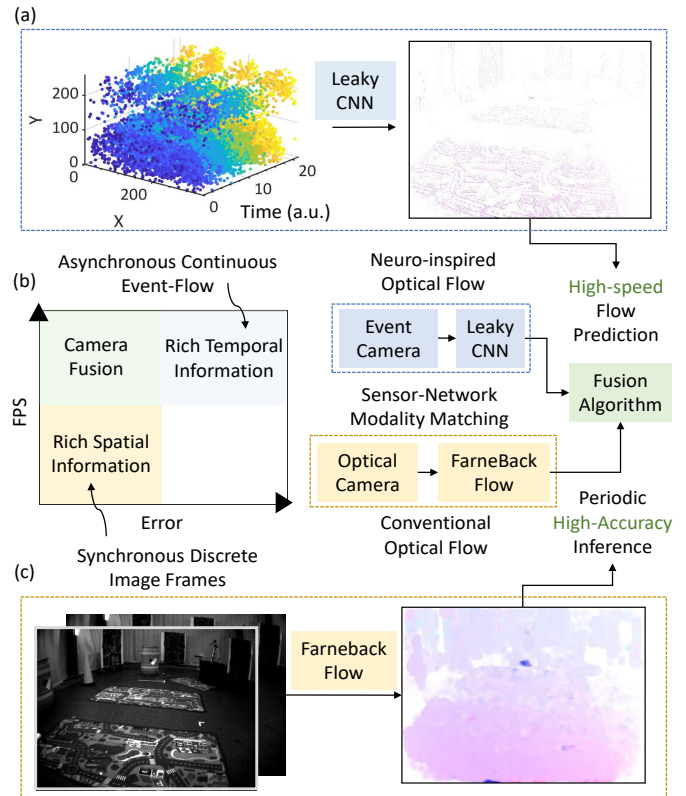 (a)
200
100
0
Y
0
200
X
0
10
20
Time (a.u.)
Leaky
CNN
(b)
Asynchronous Continuous
Event-Flow
FPS
Camera
Fusion
Rich Temporal
Information
Rich Spatial
Information
Error
Synchronous Discrete
Image Frames
Neuro-inspired
Optical Flow
Event
Camera
Leaky
CNN
Sensor-Network
Modality Matching
Optical
Camera
FarneBack
Flow
Conventional
Optical Flow
High-speed
Flow
Prediction
Fusion
Algorithm
Periodic
High-Accuracy
Inference
(c)
Farneback
Flow